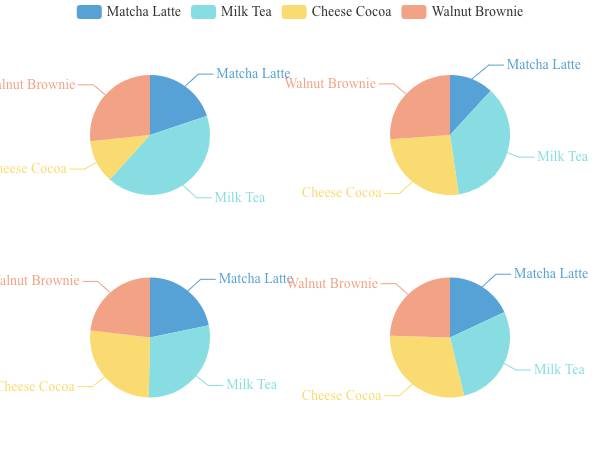 Matcha Latte Milk Tea Cheese Cocoa Walnut Brownie
Matcha Latte
Milk Tea
heese Cocoa
alnut Brownie
Matcha Latte
Milk Tea
Cheese Cocoa
Walnut Brownie
Matcha Latte
Milk Tea
Cheese Cocoa
alnut Brownie
Matcha Latte
Milk Tea
Cheese Cocoa
Walnut Brownie